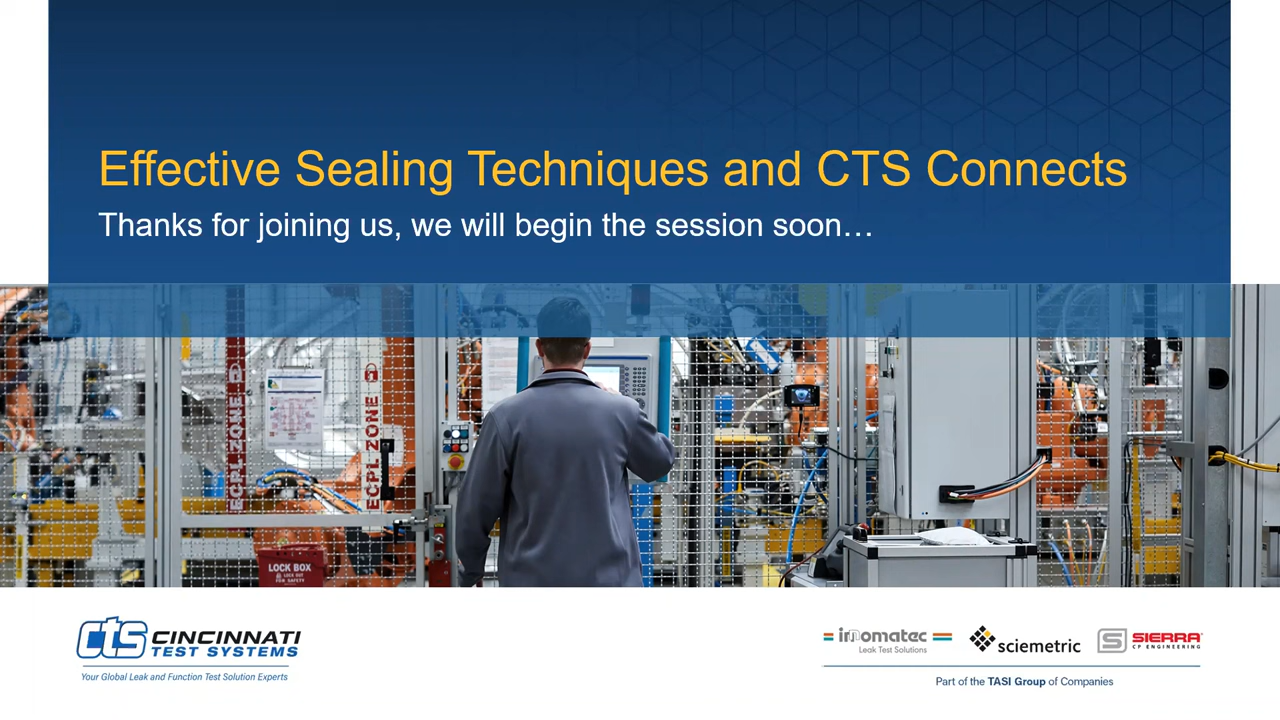 Effective Sealing Techniques and CTS Connects
Thanks for joining us, we will begin the session soon…
ECPL ZONE
ECPL ZONE
LOCK BOX
cts CINCINNATI
TEST SYSTEMS
Your Global Leak and Function Test Solution Experts
innomatec
Leak Test Solutions
sciemetric
S SIERRA
CP ENGINEERING
Part of the TASI Group of Companies